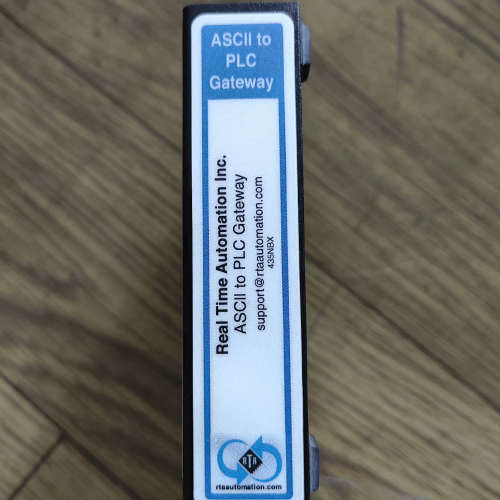 ASCII to
PLC
Gateway
Real Time Automation Inc.
ASCII to PLC Gateway
support@rtaautomation.com
435NBX
RTA
rtaautomation.com